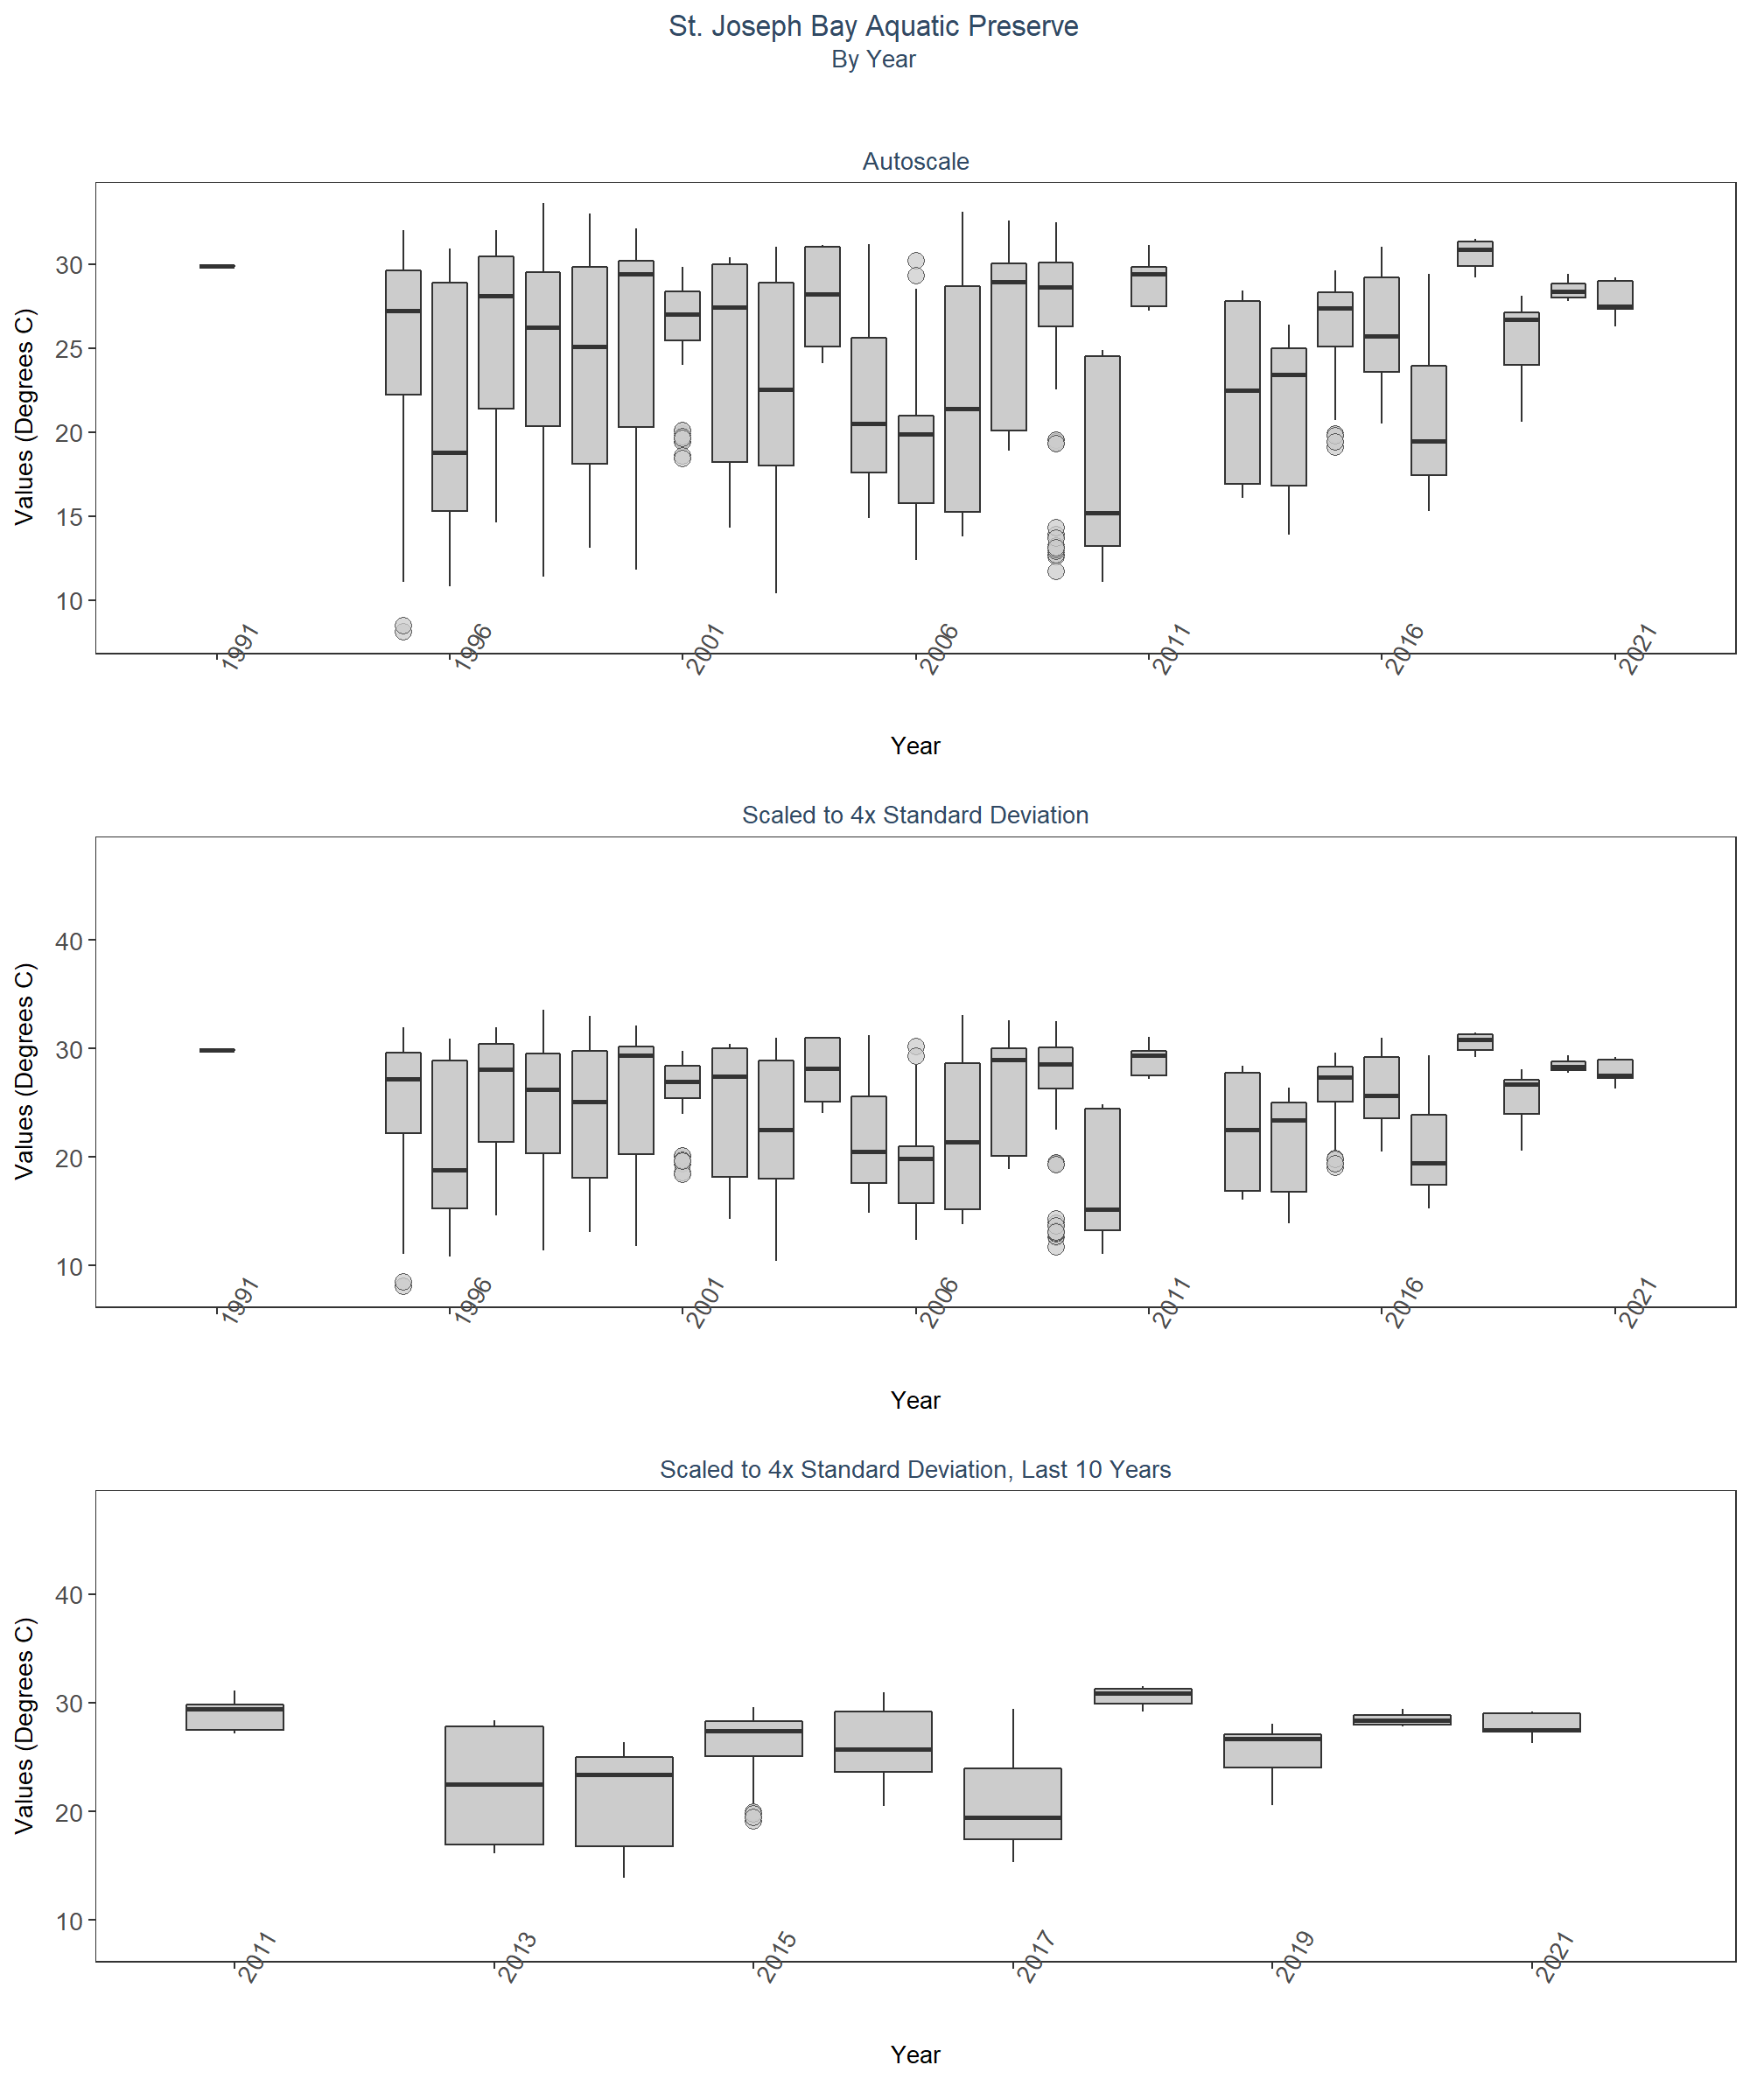 St. Joseph Bay Aquatic Preserve
By Year
Autoscale
Values (Degrees C)
30
25
20
15
10
1991 1996 2001 2006 2011 2016 2021
Year
Scaled to 4x Standard Deviation
Values (Degrees C)
40
30
20
10
1991 1996 2001 2006 2011 2016 2021
Year
Scaled to 4x Standard Deviation, Last 10 Years
Values (Degrees C)
40
30
20
10
2011 2013 2015 2017 2019 2021
Year